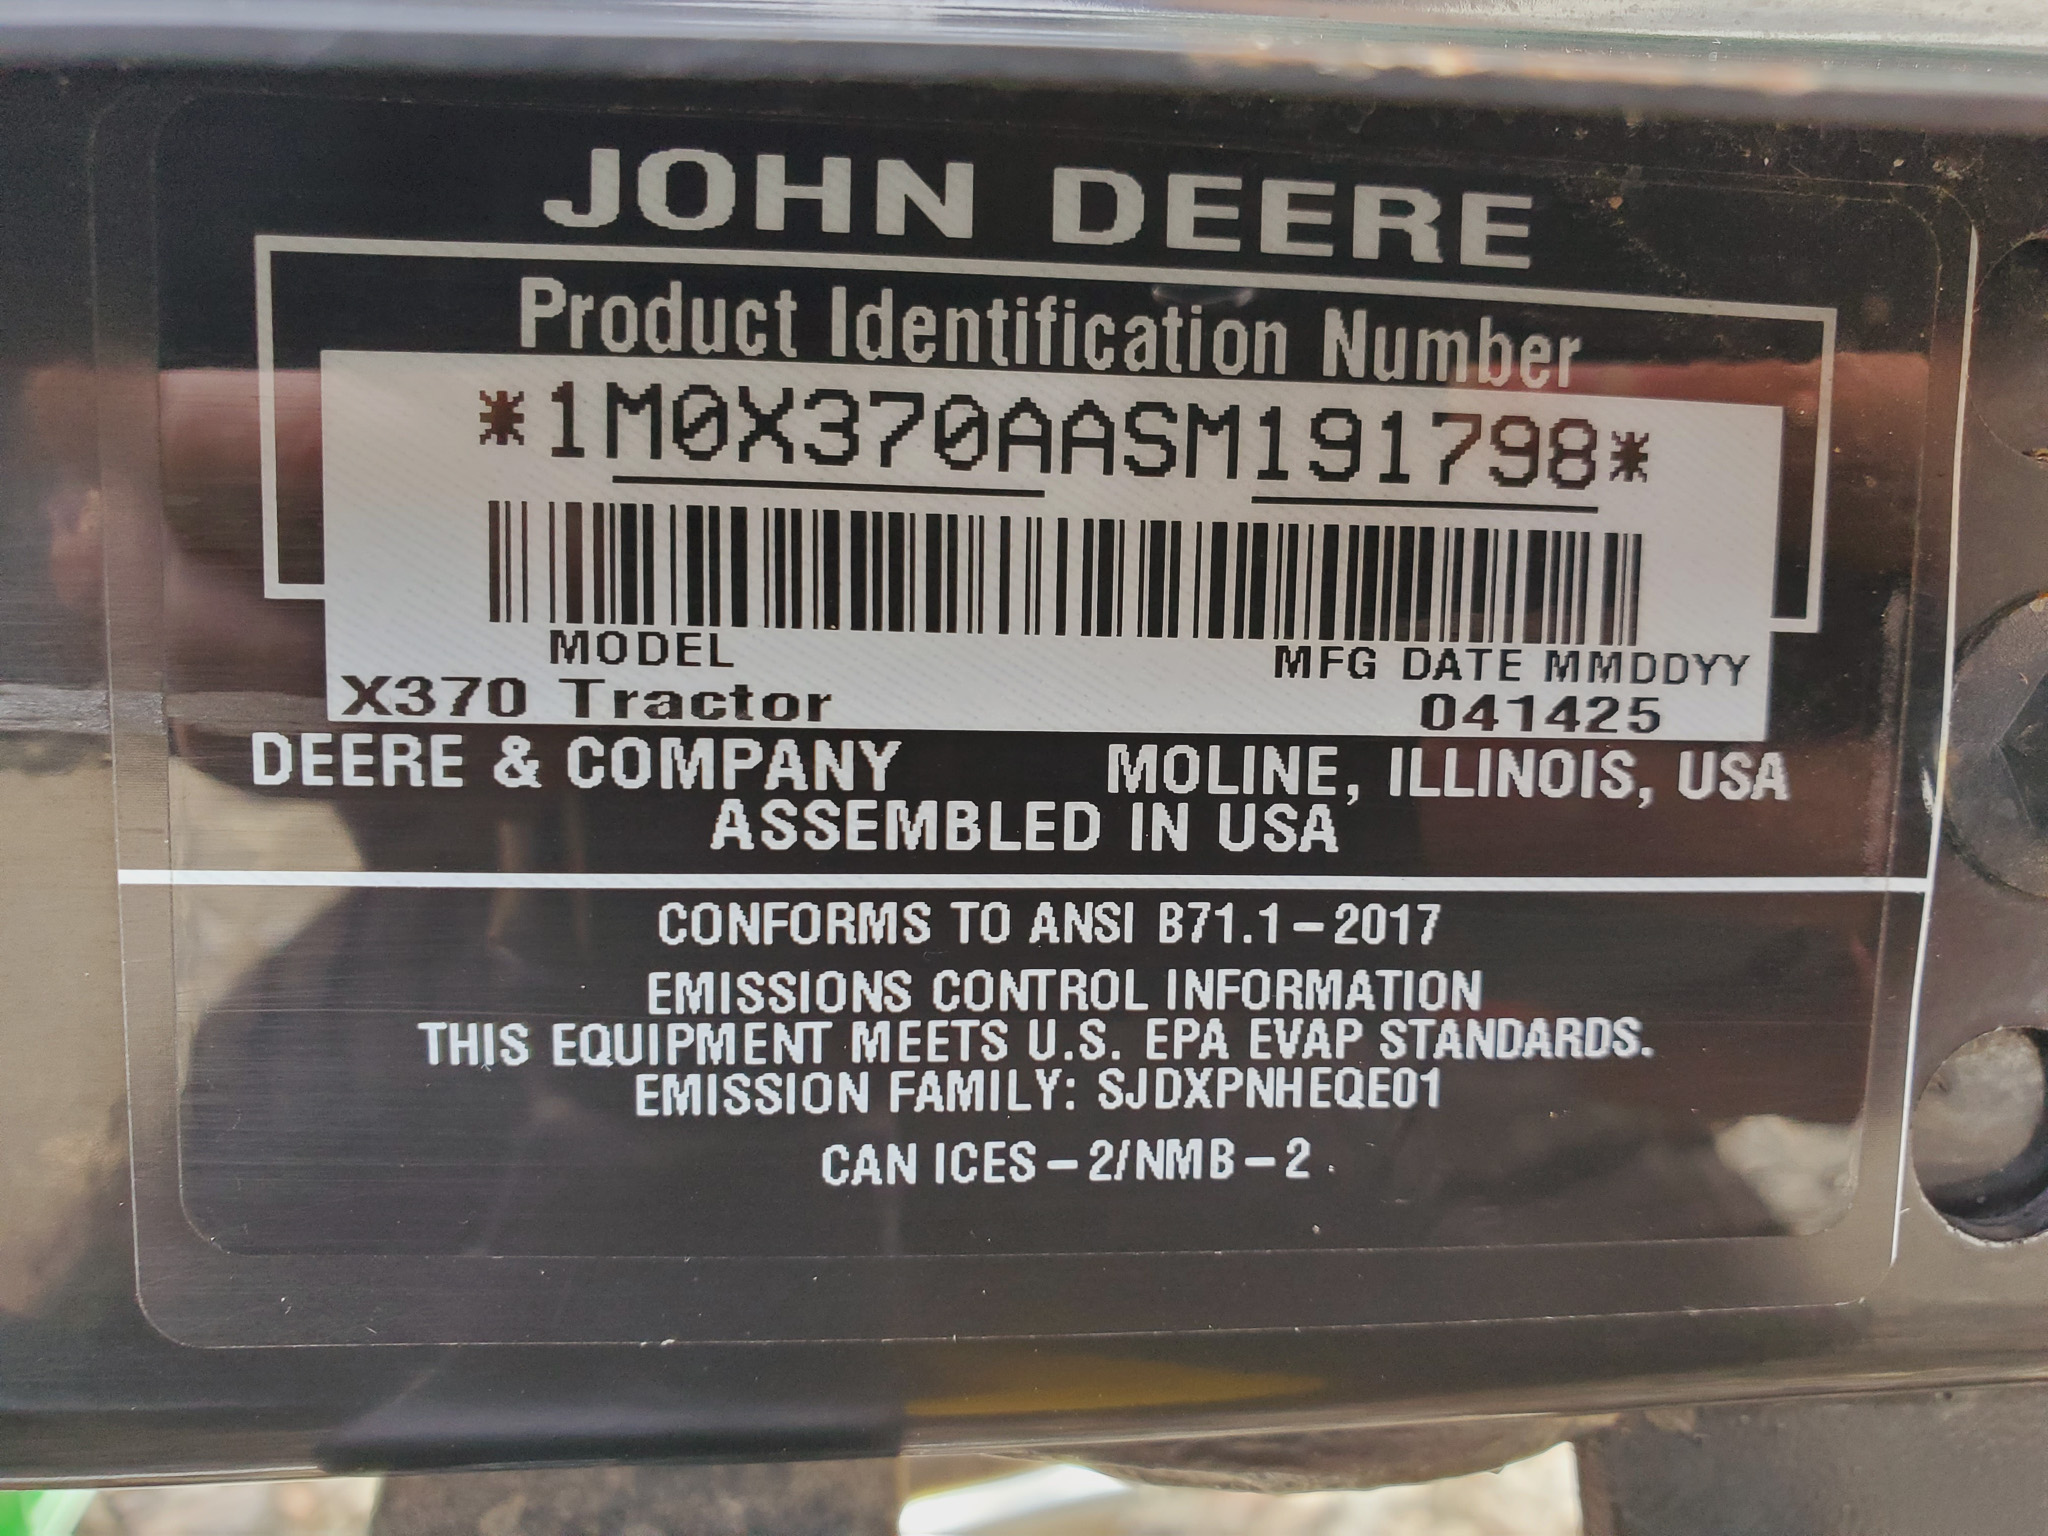 JOHN DEERE
Product Identification Number
*1M0X370AASM191798*
MODEL MFG DATE MMDDYY
X370 Tractor 041425
DEERE & COMPANY MOLINE, ILLINOIS, USA
ASSEMBLED IN USA
CONFORMS TO ANSI B71.1-2017
EMISSIONS CONTROL INFORMATION
THIS EQUIPMENT MEETS U.S. EPA EVAP STANDARDS.
EMISSION FAMILY: SJDXPNHEQE01
CAN ICES-2/NMB-2